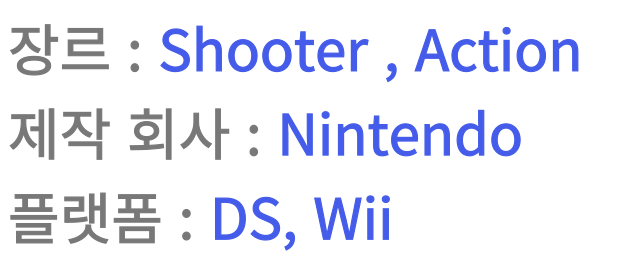 장르 : Shooter , Action
제작 회사 : Nintendo
플랫폼 : DS, Wii